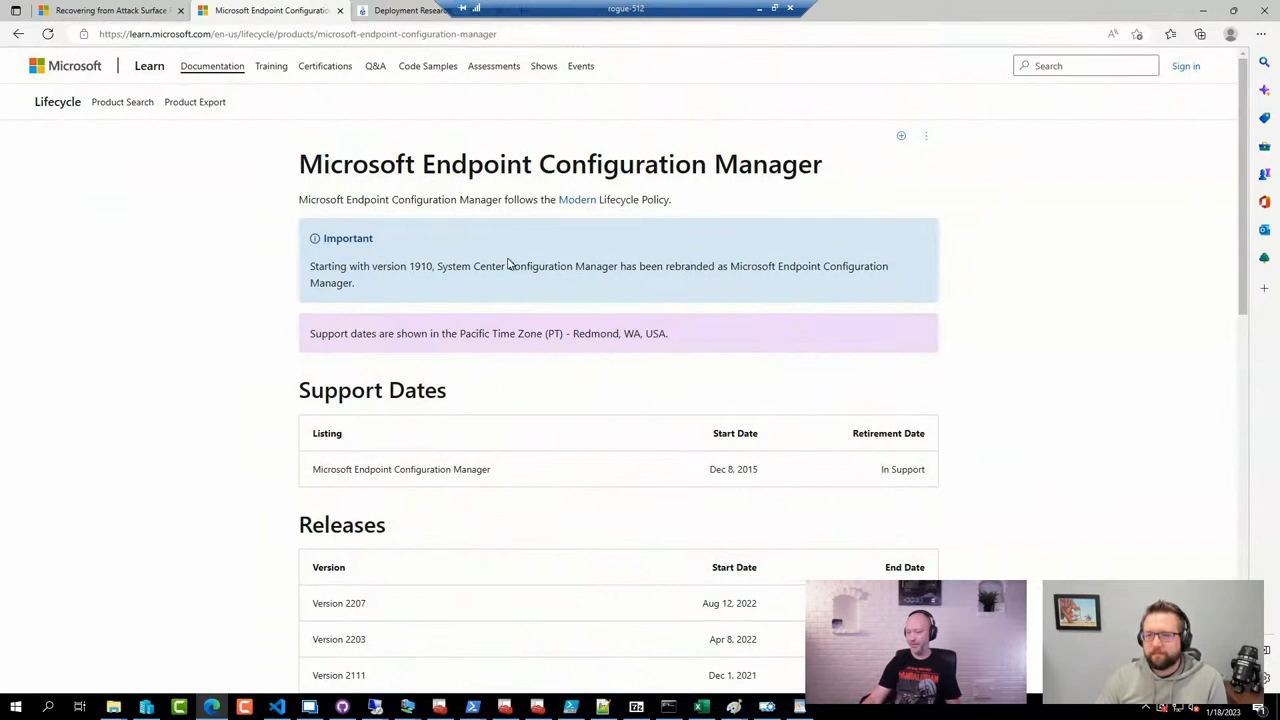 Recovering from Attack Surface R
Microsoft Endpoint Configuratio
Deployment Resea
rogue-512
https://learn.microsoft.com/en-us/lifecycle/products/microsoft-endpoint-configuration-manager
Microsoft
Learn
Documentation
Training
Certifications
Q&A
Code Samples
Assessments
Shows
Events
Search
Sign in
Lifecycle
Product Search
Product Export
Microsoft Endpoint Configuration Manager
Microsoft Endpoint Configuration Manager follows the Modern Lifecycle Policy.
Important
Starting with version 1910, System Center Configuration Manager has been rebranded as Microsoft Endpoint Configuration
Manager.
Support dates are shown in the Pacific Time Zone (PT) - Redmond, WA, USA.
Support Dates
Listing Start Date Retirement Date
Microsoft Endpoint Configuration Manager Dec 8, 2015 In Support
Releases
Version Start Date End Date
Version 2207 Aug 12, 2022
Version 2203 Apr 8, 2022
Version 2111 Dec 1, 2021
1/18/2023